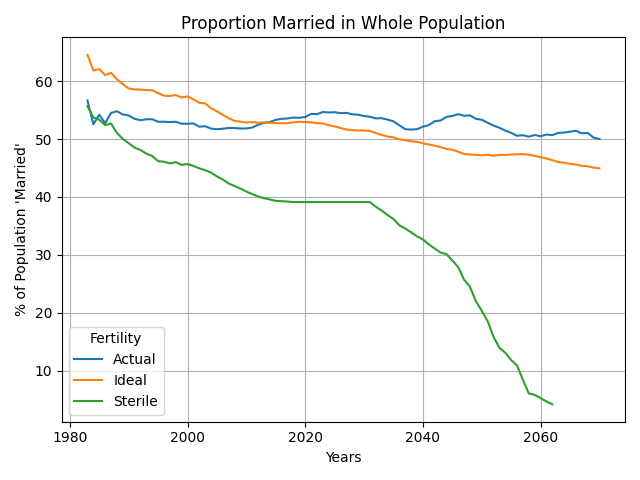 Proportion Married in Whole Population
% of Population 'Married'
60
50
40
30
20
10
Fertility
Actual
Ideal
Sterile
1980 2000 2020 2040 2060
Years